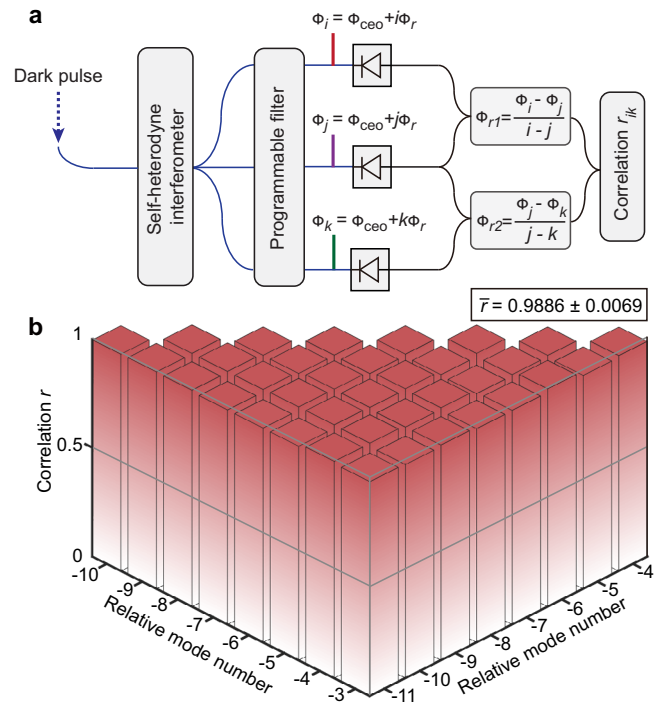 a
Dark pulse
Self-heterodyne
interferometer
Programmable filter
Φi = Φceo+iΦr
Φj = Φceo+jΦr
Φk = Φceo+kΦr
Φr1= Φi - Φj / i - j
Φr2= Φj - Φk / j - k
Correlation rik
r̅ = 0.9886 ± 0.0069
b
Correlation r
1
0.5
0
-10
-9
-8
-7
-6
-5
-4
-3
Relative mode number
-11
-10
-9
-8
-7
-6
-5
-4
Relative mode number